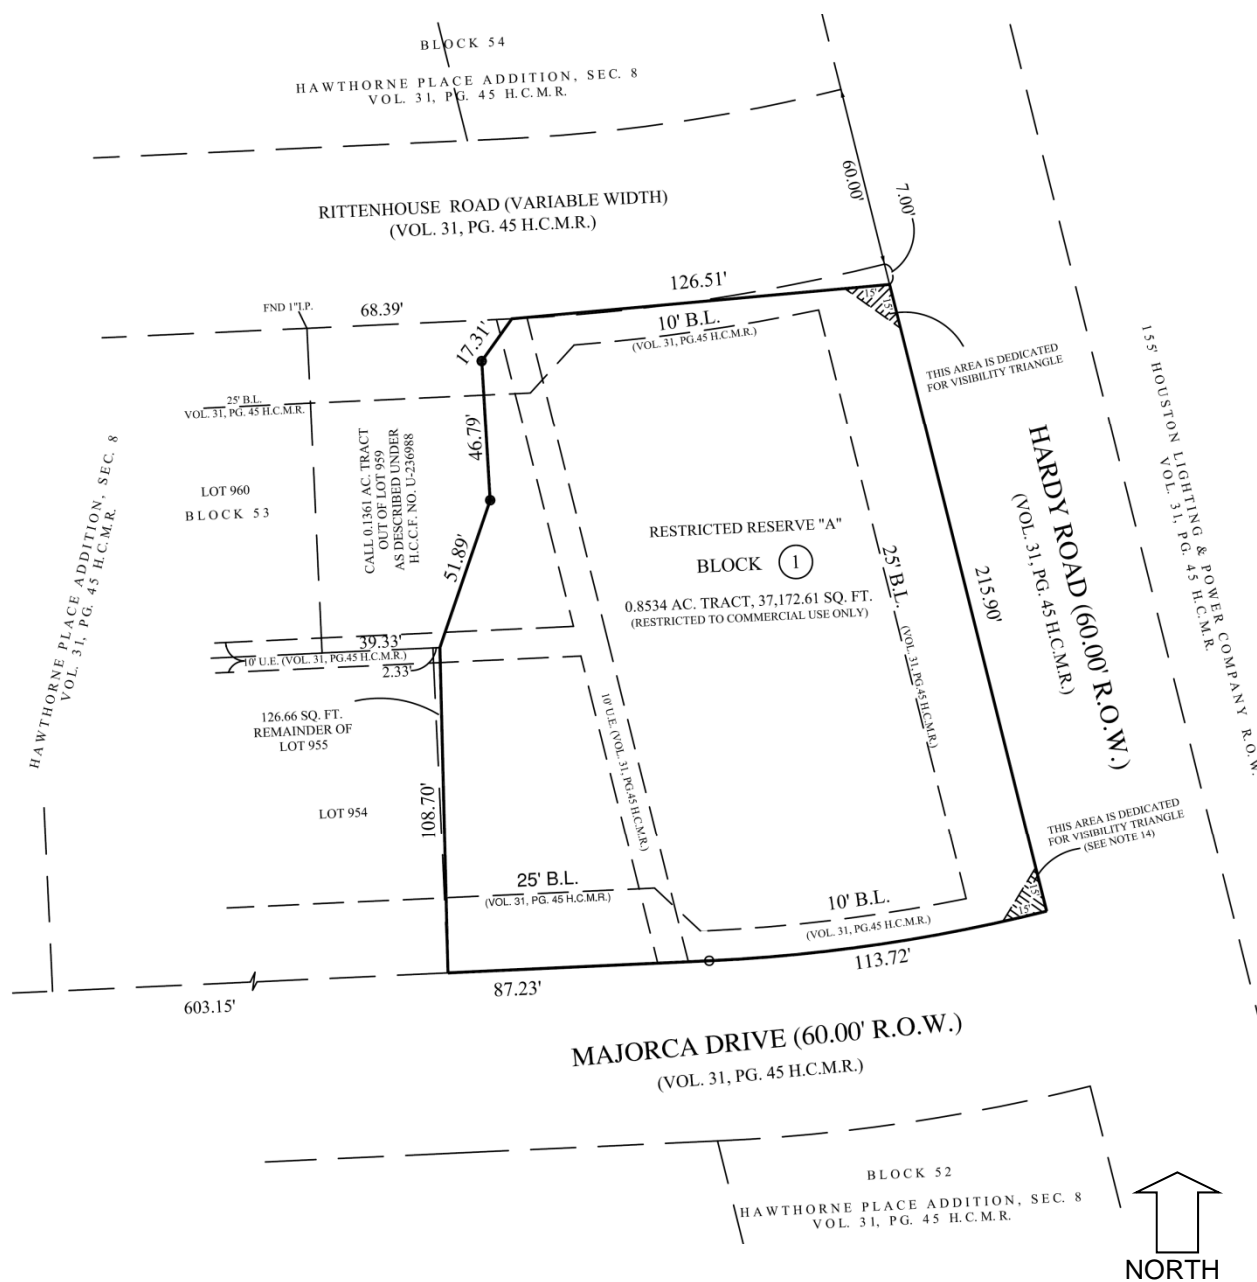 BLOCK 54
HAWTHORNE PLACE ADDITION, SEC. 8
VOL. 31, PG. 45 H.C.M.R.
RITTENHOUSE ROAD (VARIABLE WIDTH)
(VOL. 31, PG. 45 H.C.M.R.)
60.00'
7.00'
126.51'
FND 1"I.P.
68.39'
17.31'
10' B.L.
(VOL. 31, PG.45 H.C.M.R.)
15'
15'
THIS AREA IS DEDICATED
FOR VISIBILITY TRIANGLE
155' HOUSTON LIGHTING & POWER COMPANY R.O.W.
VOL. 31, PG. 45 H.C.M.R.
25' B.L.
VOL. 31, PG. 45 H.C.M.R.
46.79'
CALL 0.1361 AC. TRACT
OUT OF LOT 959
AS DESCRIBED UNDER
H.C.C.F. NO. U-236988
HAWTHORNE PLACE ADDITION, SEC. 8
VOL. 31, PG. 45 H.C.M.R.
LOT 960
BLOCK 53
51.89'
RESTRICTED RESERVE "A"
BLOCK 1
0.8534 AC. TRACT, 37,172.61 SQ. FT.
(RESTRICTED TO COMMERCIAL USE ONLY)
25' B.L.
(VOL. 31, PG.45 H.C.M.R.)
215.90'
HARDY ROAD (60.00' R.O.W.)
(VOL. 31, PG. 45 H.C.M.R.)
39.33'
10' U.E. (VOL. 31, PG.45 H.C.M.R.)
2.33'
126.66 SQ. FT.
REMAINDER OF
LOT 955
10' U.E. (VOL. 31, PG.45 H.C.M.R.)
LOT 954
108.70'
THIS AREA IS DEDICATED
FOR VISIBILITY TRIANGLE
(SEE NOTE 14)
25' B.L.
(VOL. 31, PG. 45 H.C.M.R.)
10' B.L.
(VOL. 31, PG.45 H.C.M.R.)
15'
15'
113.72'
87.23'
603.15'
MAJORCA DRIVE (60.00' R.O.W.)
(VOL. 31, PG. 45 H.C.M.R.)
BLOCK 52
HAWTHORNE PLACE ADDITION, SEC. 8
VOL. 31, PG. 45 H.C.M.R.
NORTH